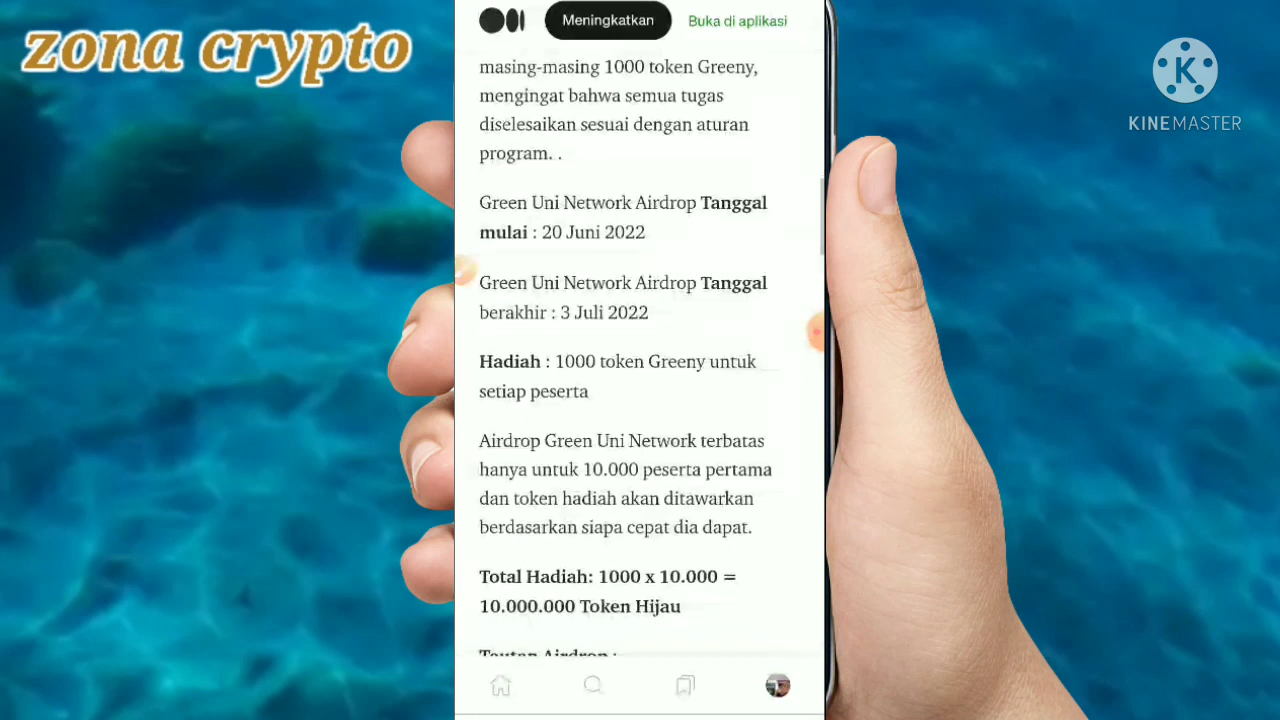 zona crypto
Meningkatkan
Buka di aplikasi
K
KINEMASTER
masing-masing 1000 token Greeny,
mengingat bahwa semua tugas
diselesaikan sesuai dengan aturan
program. .
Green Uni Network Airdrop Tanggal
mulai : 20 Juni 2022
Green Uni Network Airdrop Tanggal
berakhir : 3 Juli 2022
Hadiah : 1000 token Greeny untuk
setiap peserta
Airdrop Green Uni Network terbatas
hanya untuk 10.000 peserta pertama
dan token hadiah akan ditawarkan
berdasarkan siapa cepat dia dapat.
Total Hadiah: 1000 x 10.000 =
10.000.000 Token Hijau
Tautan Airdrop :